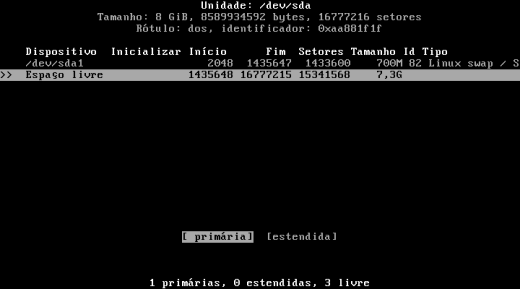 Unidade: /dev/sda
Tamanho: 8 GiB, 8589934592 bytes, 16777216 setores
Rótulo: dos, identificador: 0xaa881f1f
Dispositivo Inicializar Início Fim Setores Tamanho Id Tipo
/dev/sda1 2048 1435647 1433600 700M 82 Linux swap / S
>> Espaço livre 1435648 16777215 15341568 7,3G
[ primária] [estendida]
1 primárias, 0 estendidas, 3 livre